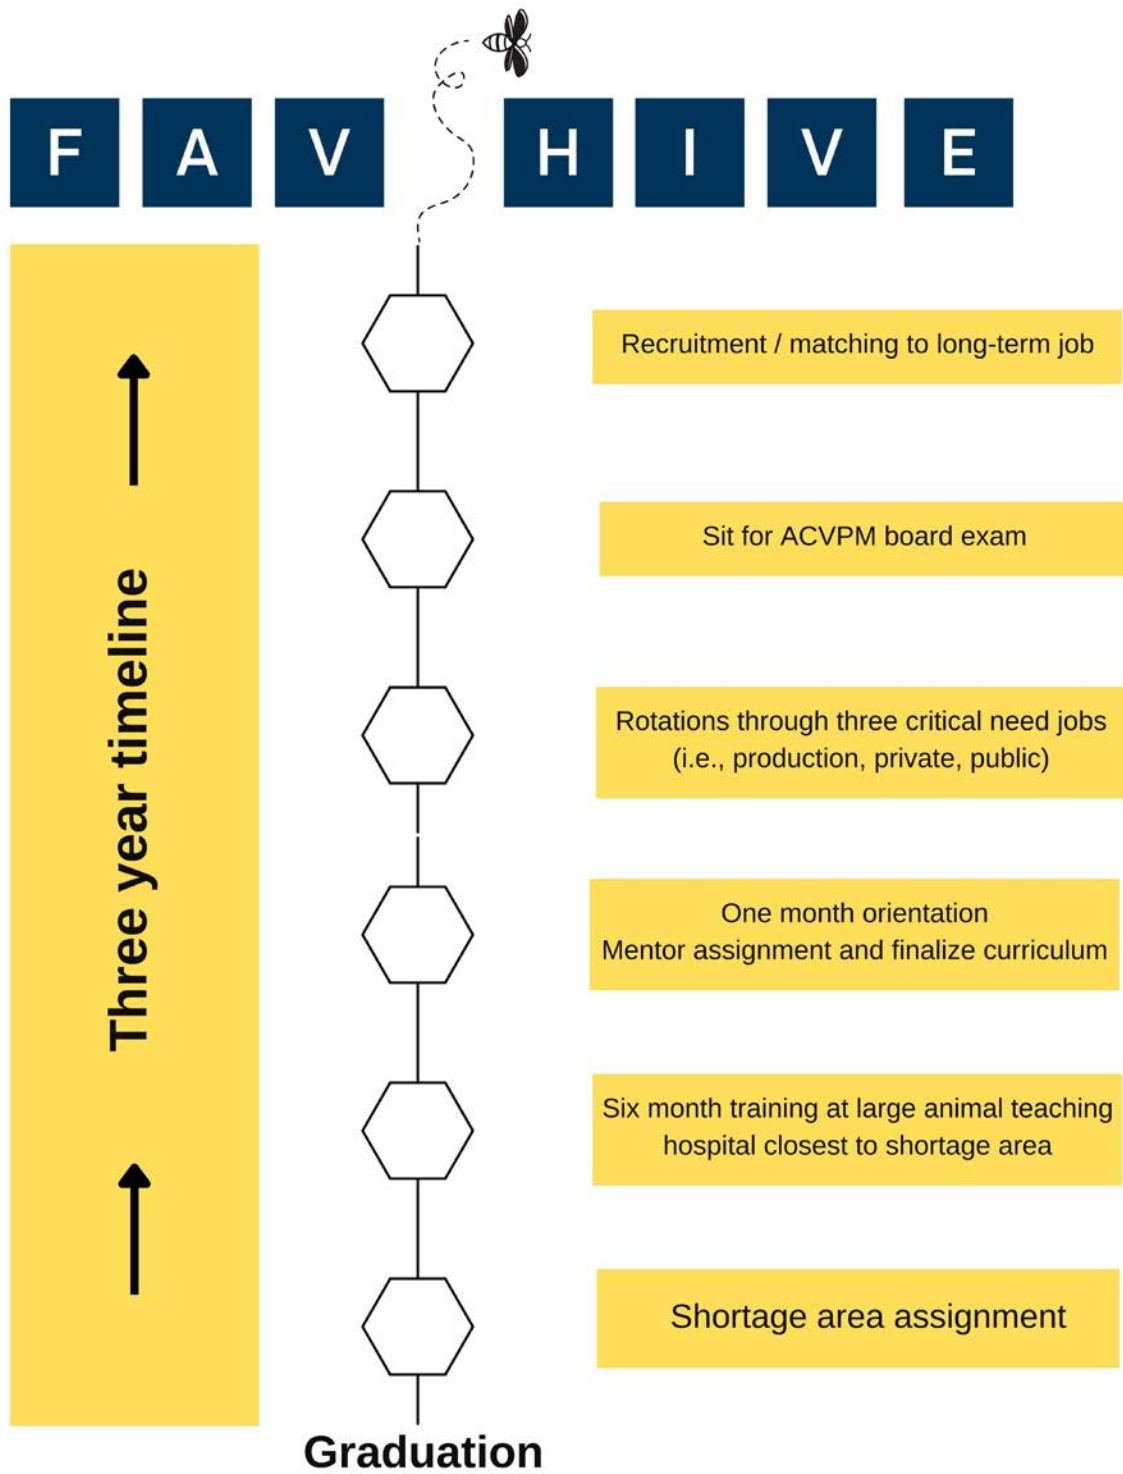 FAV HIVE
Three year timeline
Recruitment / matching to long-term job
Sit for ACVPM board exam
Rotations through three critical need jobs
(i.e., production, private, public)
One month orientation
Mentor assignment and finalize curriculum
Six month training at large animal teaching
hospital closest to shortage area
Shortage area assignment
Graduation